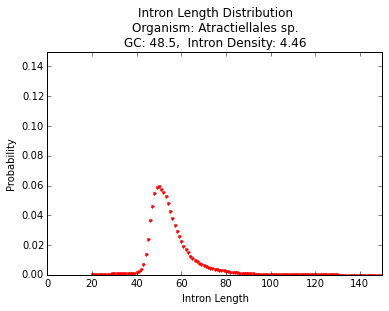 Intron Length Distribution
Organism: Atractiellales sp.
GC: 48.5,  Intron Density: 4.46
0.14
0.12
0.10
0.08
0.06
0.04
0.02
0.00
Probability
0 20 40 60 80 100 120 140
Intron Length